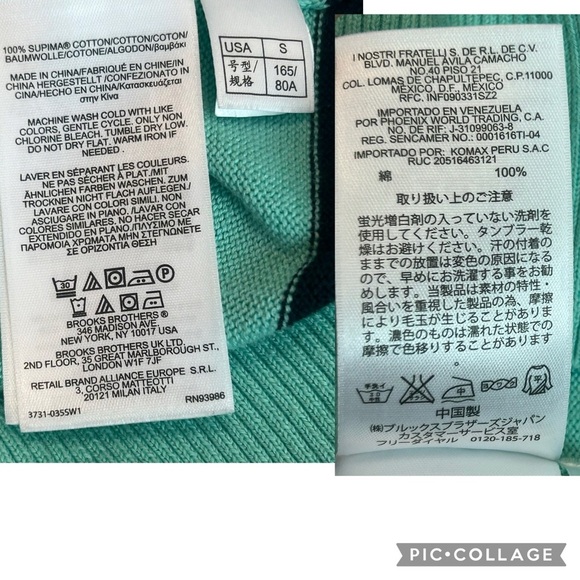 100% SUPIMA® COTTON/COTTON/COTON/
BAUMWOLLE/COTONE/ALGODON/βαμβάκι
MADE IN CHINA/FABRIQUÉ EN CHINE/IN
CHINA HERGESTELLT /CONFEZIONATO IN
CINA/HECHO EN CHINA/Κατασκευάζεται
στην Κίνα
MACHINE WASH COLD WITH LIKE
COLORS, GENTLE CYCLE. ONLY NON
CHLORINE BLEACH. TUMBLE DRY LOW.
DO NOT DRY FLAT. WARM IRON IF
NEEDED .
LAVER EN SÉPARANT LES COULEURS.
NE PAS SÉCHER À PLAT./MIT
ÄHNLICHEN FARBEN WASCHEN. ZUM
TROCKNEN NICHT FLACH AUFLEGEN./
LAVARE CON COLORI SIMILI. NON
ASCIUGARE IN PIANO. /LAVAR CON
COLORES SIMILARES. NO HACER SECAR
EXTENDIDO EN PLANO./ΠΛΥΣΙΜΟ ΜΕ
ΠΑΡΟΜΟΙΑ ΧΡΩΜΑΤΑ ΜΗΝ ΣΤΕΓΝΩΝΕΤΕ
ΣΕ ΟΡΙΖΟΝΤΙΑ ΘΕΣΗ
30
P
BROOKS BROTHERS®
346 MADISON AVE
NEW YORK, NY 10017 USA
BROOKS BROTHERS UK LTD.
2ND FLOOR, 35 GREAT MARLBOROUGH ST.,
LONDON W1F 7JF
RETAIL BRAND ALLIANCE EUROPE S.R.L.
3, CORSO MATTEOTTI
20121 MILAN ITALY
RN93986
3731-035SW1
USA S
号型/ 165/
规格 80A
I NOSTRI FRATELLI S. DE R.L. DE C.V.
BLVD. MANUEL ÁVILA CAMACHO
NO.40 PISO 21
COL. LOMAS DE CHAPULTEPEC, C.P.11000
MÉXICO, D.F., MÉXICO
RFC. INF090331SZ2
IMPORTADO EN VENEZUELA
POR PHOENIX WORLD TRADING, C.A.
NO. DE RIF: J-31099063-8
REG. SENCAMER NO.: 0001616TI-04
IMPORTADO POR: KOMAX PERU S.A.C
RUC 20516463121
綿 100%
取り扱い上のご注意
蛍光増白剤の入っていない洗剤を
使用してください。タンブラー乾
燥はお避けください。汗の付着の
ままでの放置は変色の原因になる
ので、早めにお洗濯する事をお勧
めします。当製品は素材の特性・
風合いを重視した製品の為、摩擦
により毛玉が生じることがありま
す。濃色のものは濡れた状態での
摩擦で色移りすることがあります
。
手洗イ
30
中
平
中国製
(株)ブルックスブラザーズジャパン
カスタマーサービス室
フリーダイヤル 0120-185-718
PIC•COLLAGE